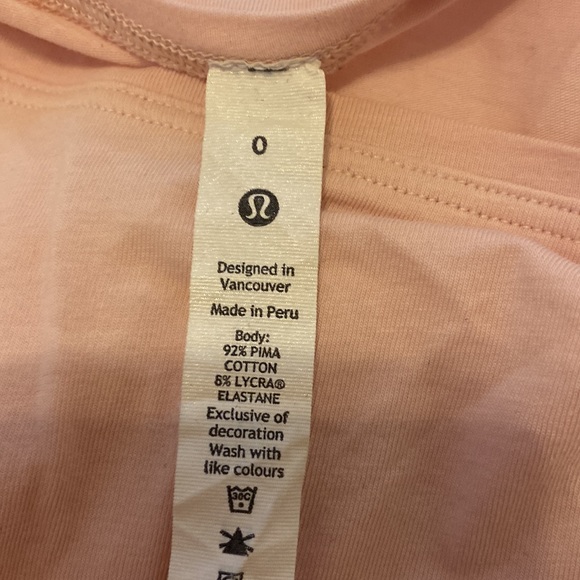 0
Designed in
Vancouver
Made in Peru
Body:
92% PIMA
COTTON
8% LYCRA®
ELASTANE
Exclusive of
decoration
Wash with
like colours
30C